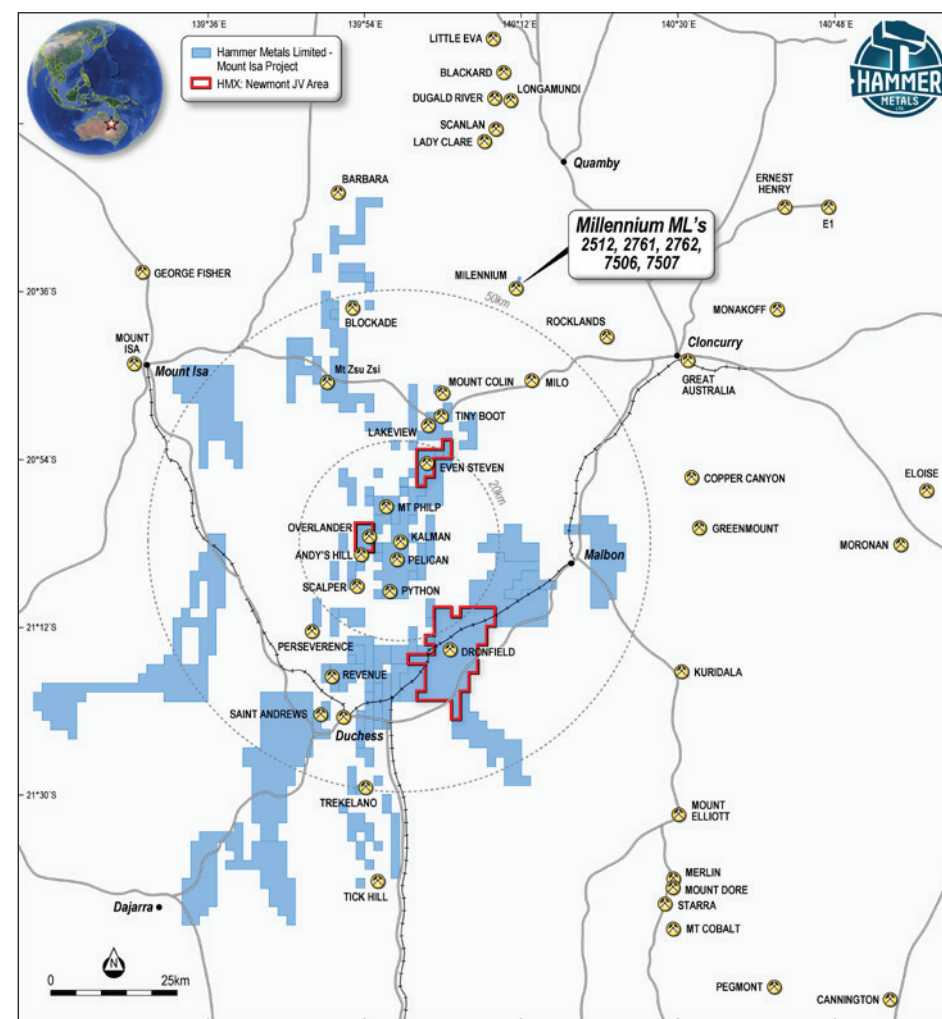 139°36'
139°54'
140°12'
140°30'
140°48'
Hammer Metals Limited -
Mount Isa Project
HMX: Newmont JV Area
HAMMER
METALS
LTD
LITTLE EVA
BLACKARD
LONGAMUNDI
DUGALD RIVER
SCANLAN
LADY CLARE
Quamby
BARBARA
ERNEST
HENRY
E1
Millennium ML's
2512, 2761, 2762,
7506, 7507
GEORGE FISHER
MILENNIUM
20°36'S
50km
BLOCKADE
ROCKLANDS
MONAKOFF
MOUNT
ISA
Mount Isa
Cloncurry
GREAT
AUSTRALIA
Mt Zsu Zsi
MOUNT COLIN
MILO
TINY BOOT
LAKEVIEW
20°54'S
EVEN STEVEN
20km
COPPER CANYON
ELOISE
MT PHILP
OVERLANDER
KALMAN
GREENMOUNT
MORONAN
ANDY'S HILL
PELICAN
Malbon
SCALPER
PYTHON
21°12'S
PERSEVERENCE
DRONFIELD
REVENUE
KURIDALA
SAINT ANDREWS
Duchess
21°30'S
TREKELANO
MOUNT
ELLIOTT
TICK HILL
MERLIN
MOUNT DORE
STARRA
Dajarra
MT COBALT
N
0
25km
PEGMONT
CANNINGTON